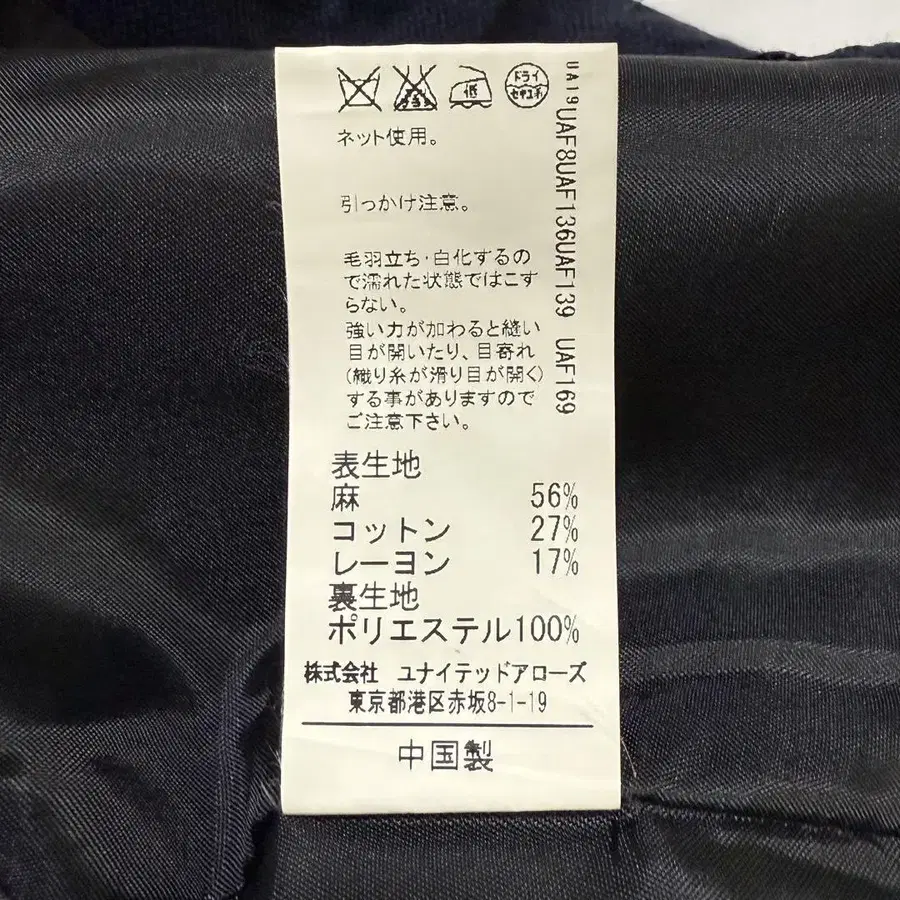 低
ドライ
セキユ系
ネット使用。
引っかけ注意。
毛羽立ち・白化するの
で濡れた状態ではこす
らない。
強い力が加わると縫い
目が開いたり、目寄れ
(織り糸が滑り目が開く)
する事がありますので
ご注意下さい。
表生地
麻 56%
コットン 27%
レーヨン 17%
裏生地
ポリエステル100%
株式会社 ユナイテッドアローズ
東京都港区赤坂8-1-19
中国製
UA19UAF8UAF136UAF139 UAF169